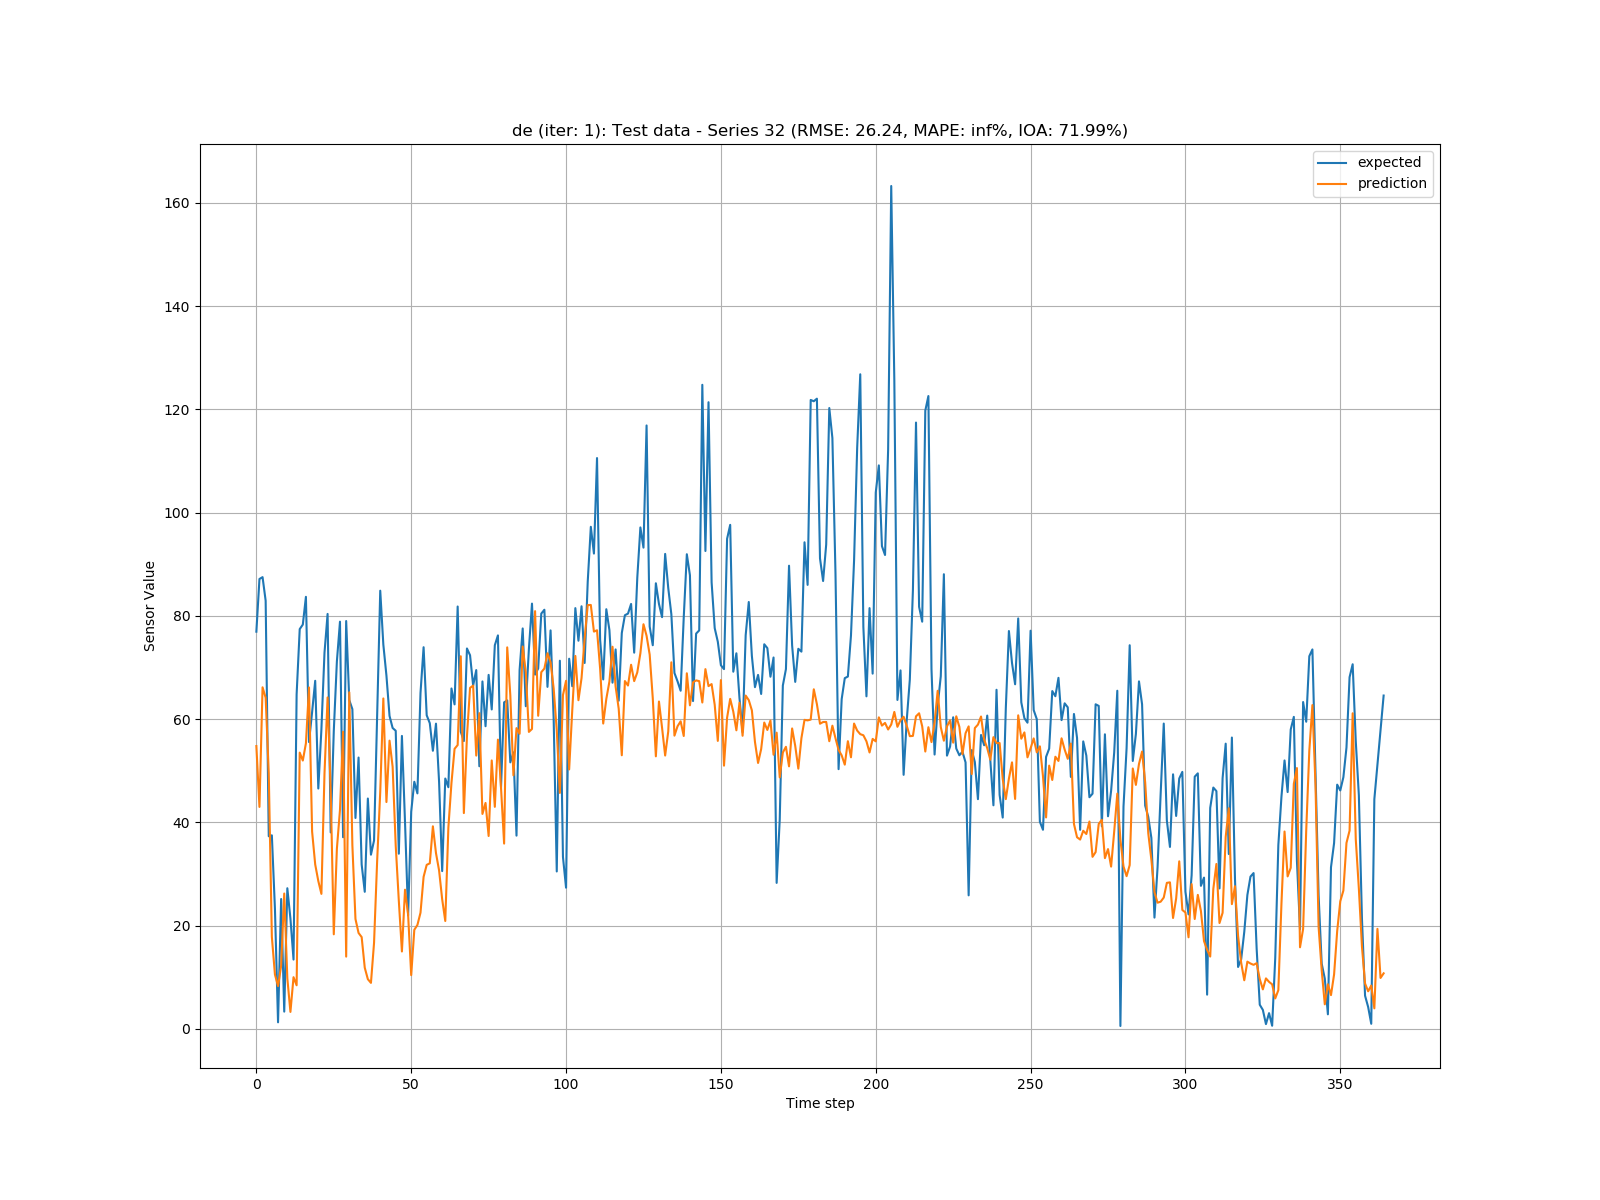 de (iter: 1): Test data - Series 32 (RMSE: 26.24, MAPE: inf%, IOA: 71.99%)
expected
prediction
160
140
120
100
80
60
40
20
0
Sensor Value
0 50 100 150 200 250 300 350
Time step